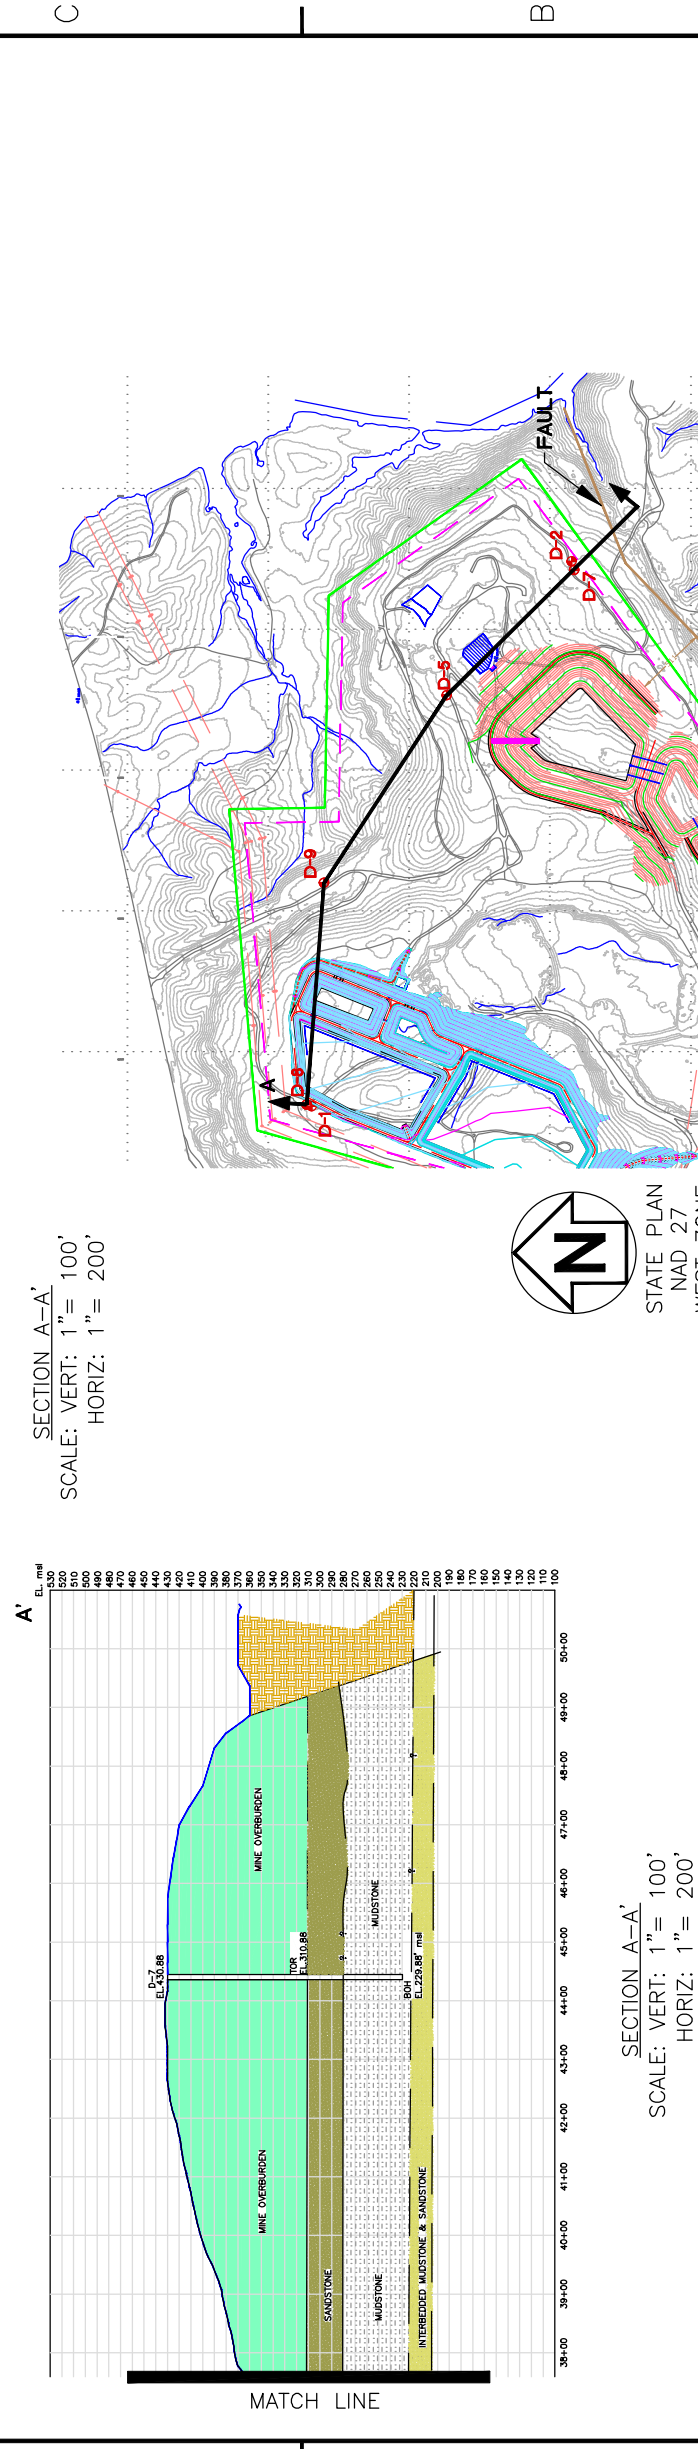 C
B
FAULT
D-2
D-7
D-5
D-9
A
D-8
D-1
SECTION A-A'
SCALE: VERT: 1"= 100'
HORIZ: 1"= 200'
N
STATE PLAN
NAD 27
WEST ZONE
A'
EL. msl
530
520
510
500
490
480
470
460
450
440
430
420
410
400
390
380
370
360
350
340
330
320
310
300
290
280
270
260
250
240
230
220
210
200
190
180
170
160
150
140
130
120
110
100
D-7
EL.430.88
TOR
EL.310.88
BOH
EL.229.88' msl
MINE OVERBURDEN
MUDSTONE
?
?
?
?
MINE OVERBURDEN
SANDSTONE
MUDSTONE
INTERBEDDED MUDSTONE & SANDSTONE
38+00
39+00
40+00
41+00
42+00
43+00
44+00
45+00
46+00
47+00
48+00
49+00
50+00
MATCH LINE
SECTION A-A'
SCALE: VERT: 1"= 100'
HORIZ: 1"= 200'